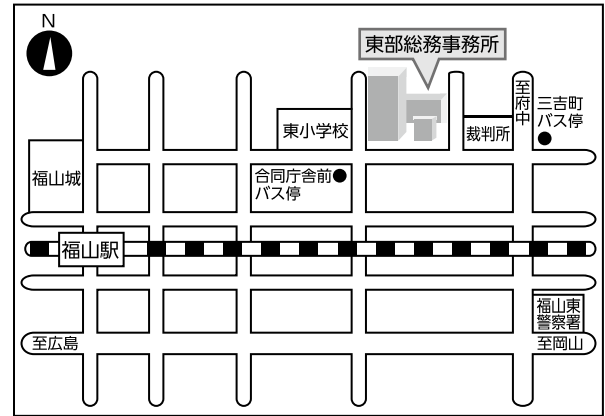 N
東部総務事務所
至府中
三吉町
バス停
東小学校
裁判所
福山城
合同庁舎前
バス停
福山駅
福山東
警察署
至広島
至岡山